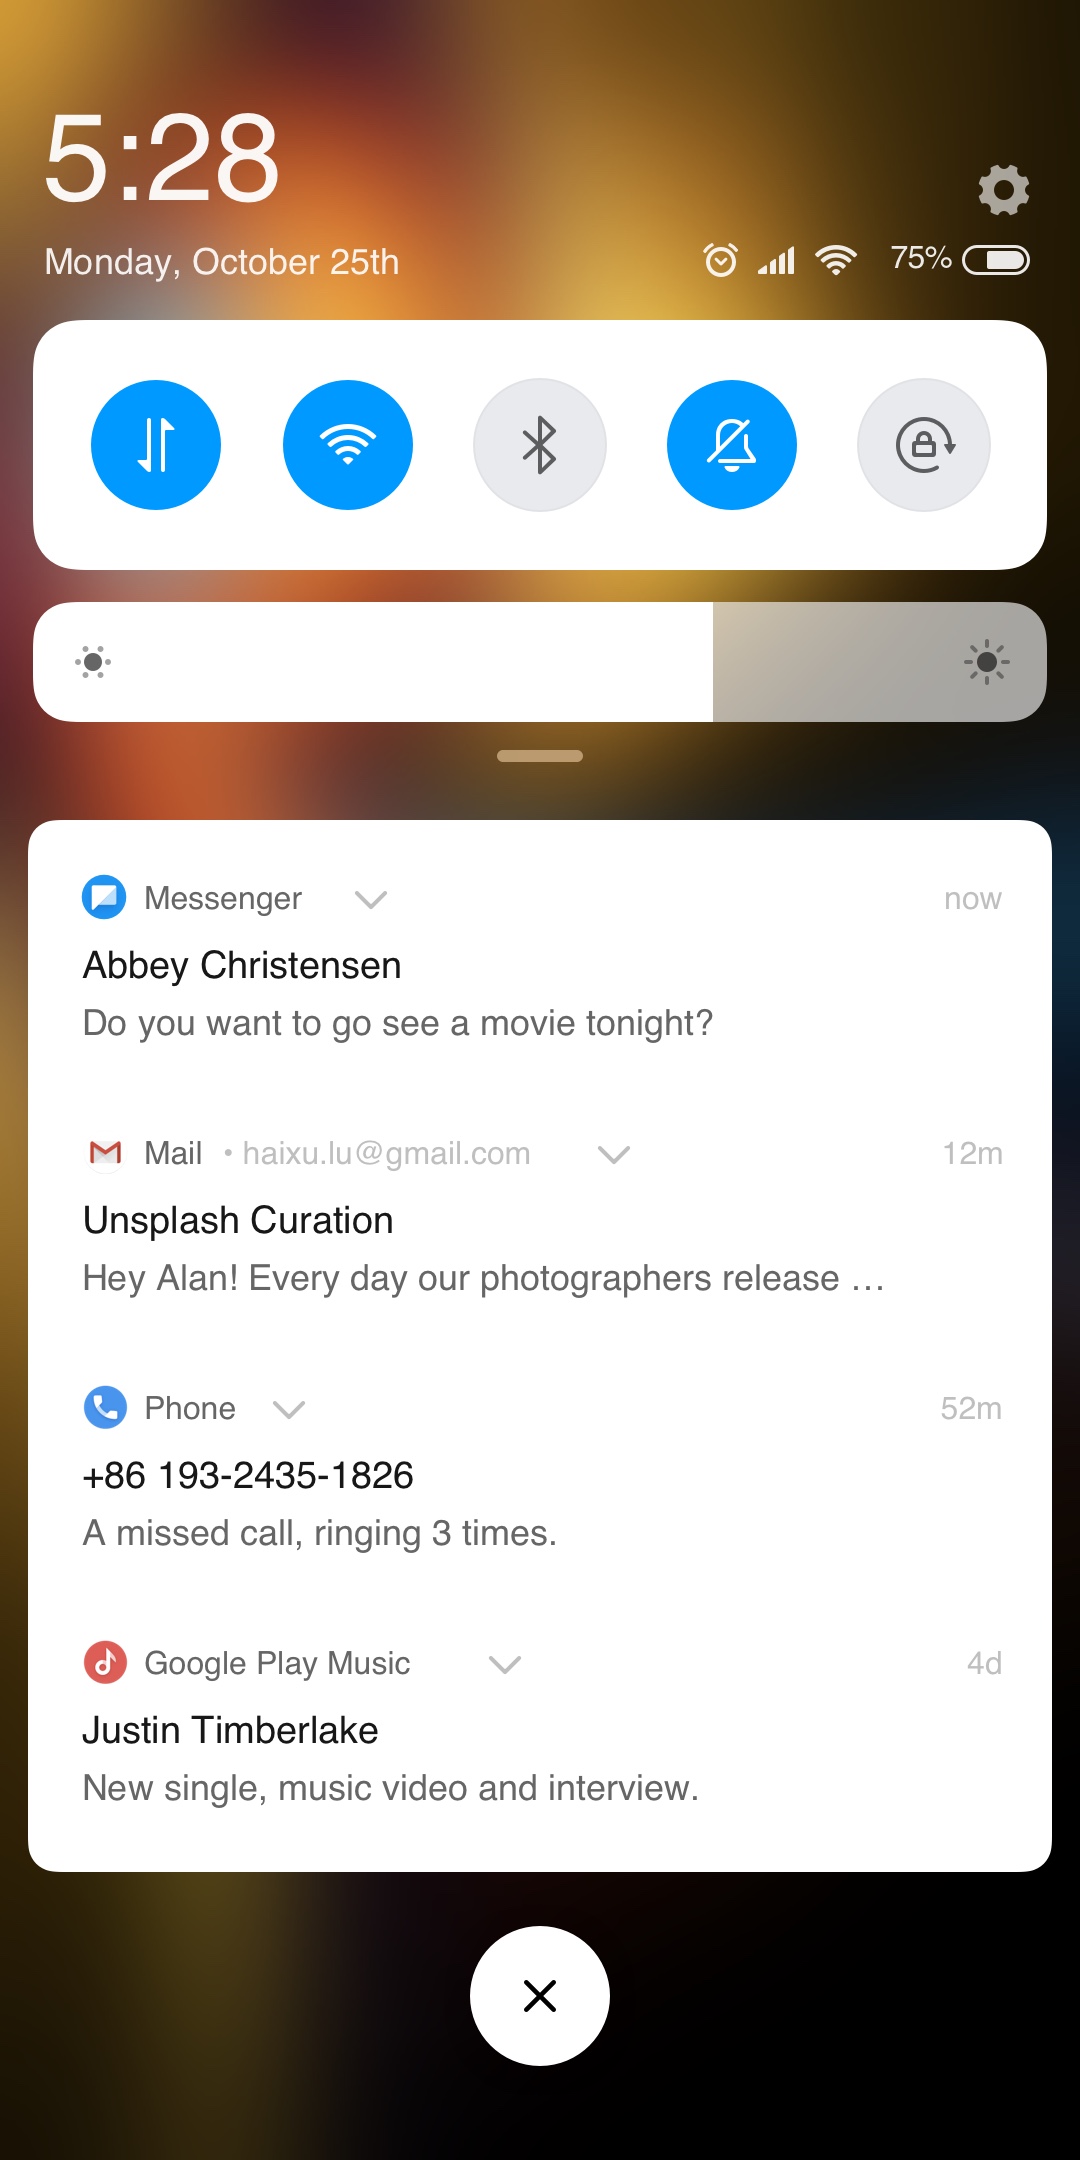 5:28
Monday, October 25th
75%
Messenger
now
Abbey Christensen
Do you want to go see a movie tonight?
Mail • haixu.lu@gmail.com
12m
Unsplash Curation
Hey Alan! Every day our photographers release …
Phone
52m
+86 193-2435-1826
A missed call, ringing 3 times.
Google Play Music
4d
Justin Timberlake
New single, music video and interview.